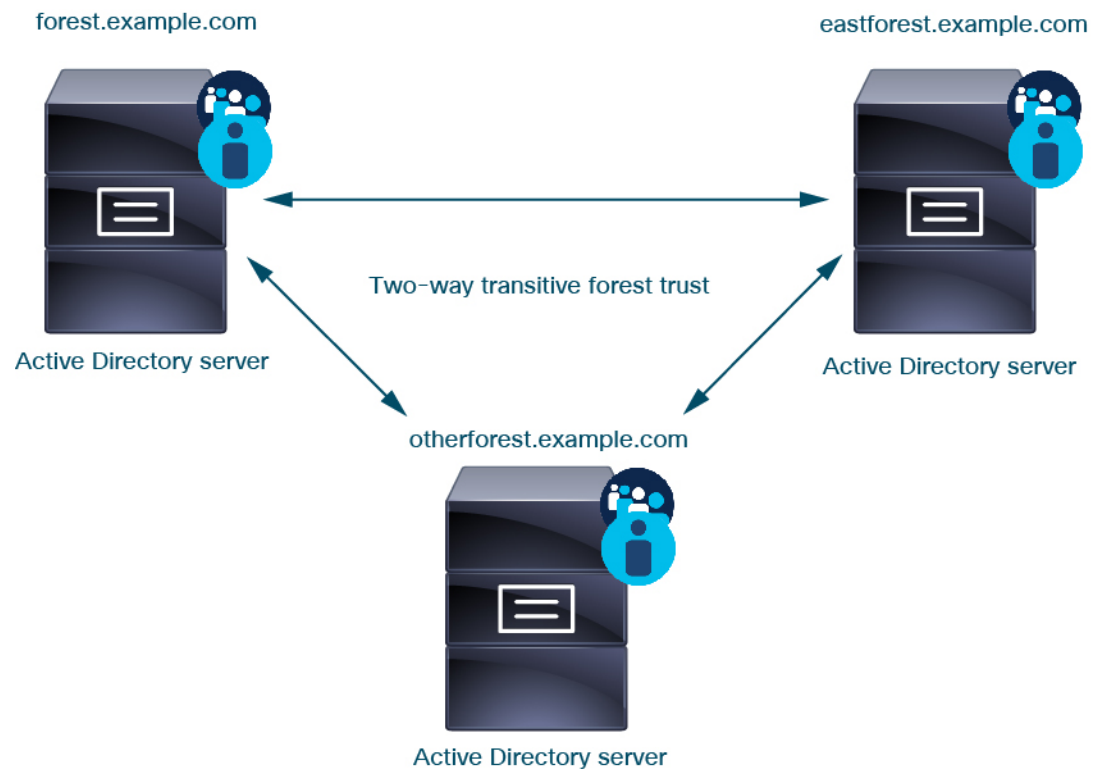 forest.example.com
eastforest.example.com
Two-way transitive forest trust
Active Directory server
Active Directory server
otherforest.example.com
Active Directory server